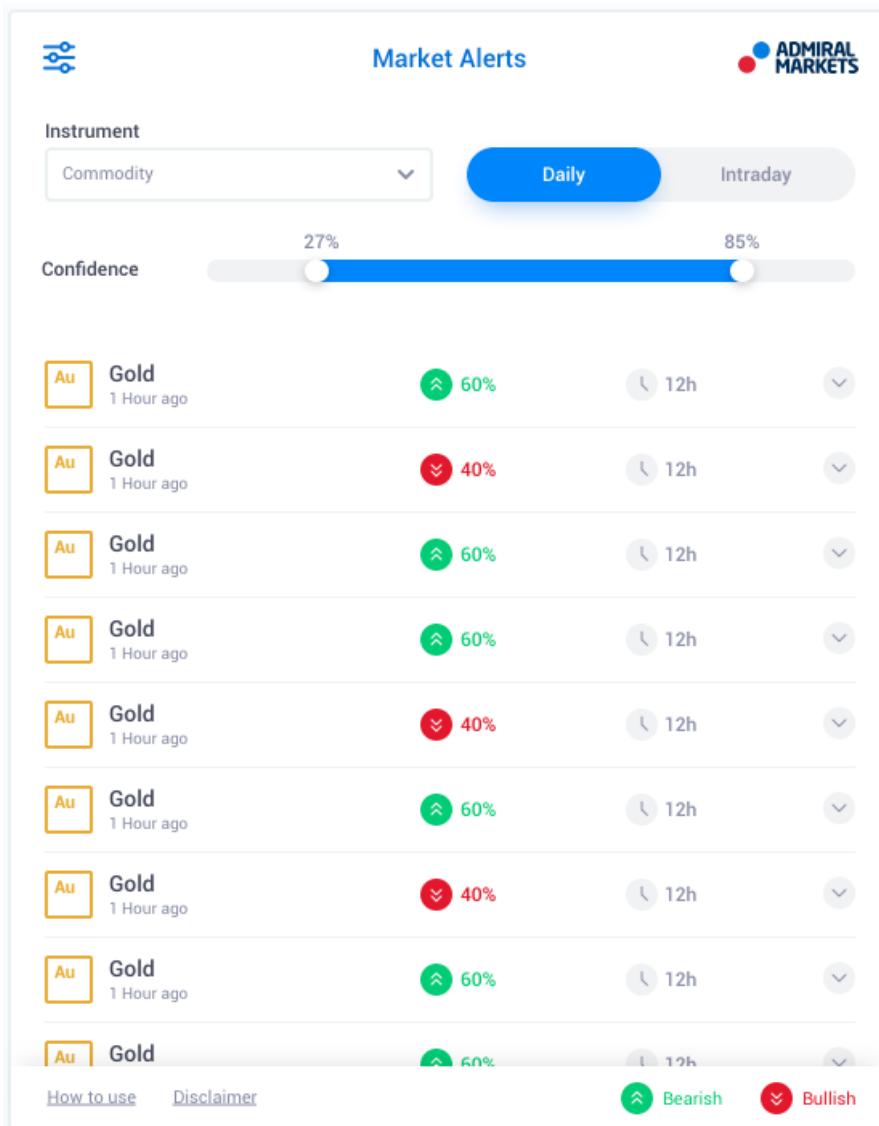 Market Alerts
ADMIRAL
MARKETS
Instrument
Commodity
Daily
Intraday
27%
85%
Confidence
Au
Gold
1 Hour ago
60%
12h
Au
Gold
1 Hour ago
40%
12h
Au
Gold
1 Hour ago
60%
12h
Au
Gold
1 Hour ago
60%
12h
Au
Gold
1 Hour ago
40%
12h
Au
Gold
1 Hour ago
60%
12h
Au
Gold
1 Hour ago
40%
12h
Au
Gold
1 Hour ago
60%
12h
Au
Gold
60%
12h
How to use
Disclaimer
Bearish
Bullish